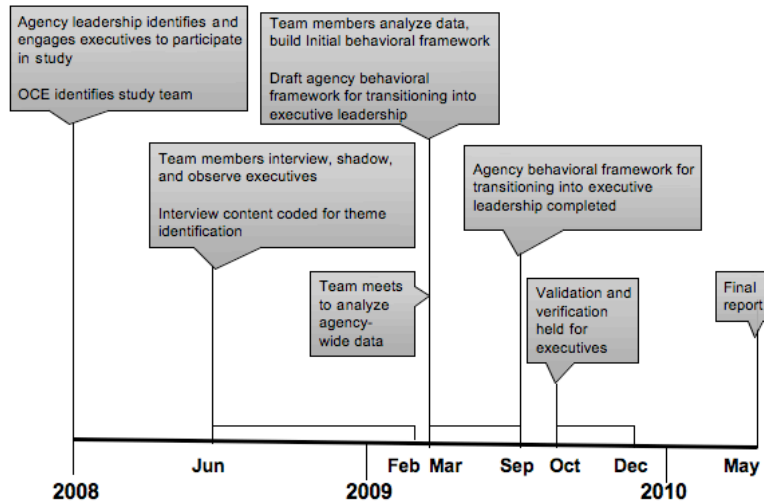 Agency leadership identifies and
engages executives to participate
in study
OCE identifies study team
Team members analyze data,
build Initial behavioral framework
Draft agency behavioral
framework for transitioning into
executive leadership
Team members interview, shadow,
and observe executives
Interview content coded for theme
identification
Agency behavioral framework for
transitioning into executive
leadership completed
Team meets
to analyze
agency-
wide data
Validation and
verification
held for
executives
Final
report
Jun
Feb
Mar
Sep
Oct
Dec
May
2008
2009
2010